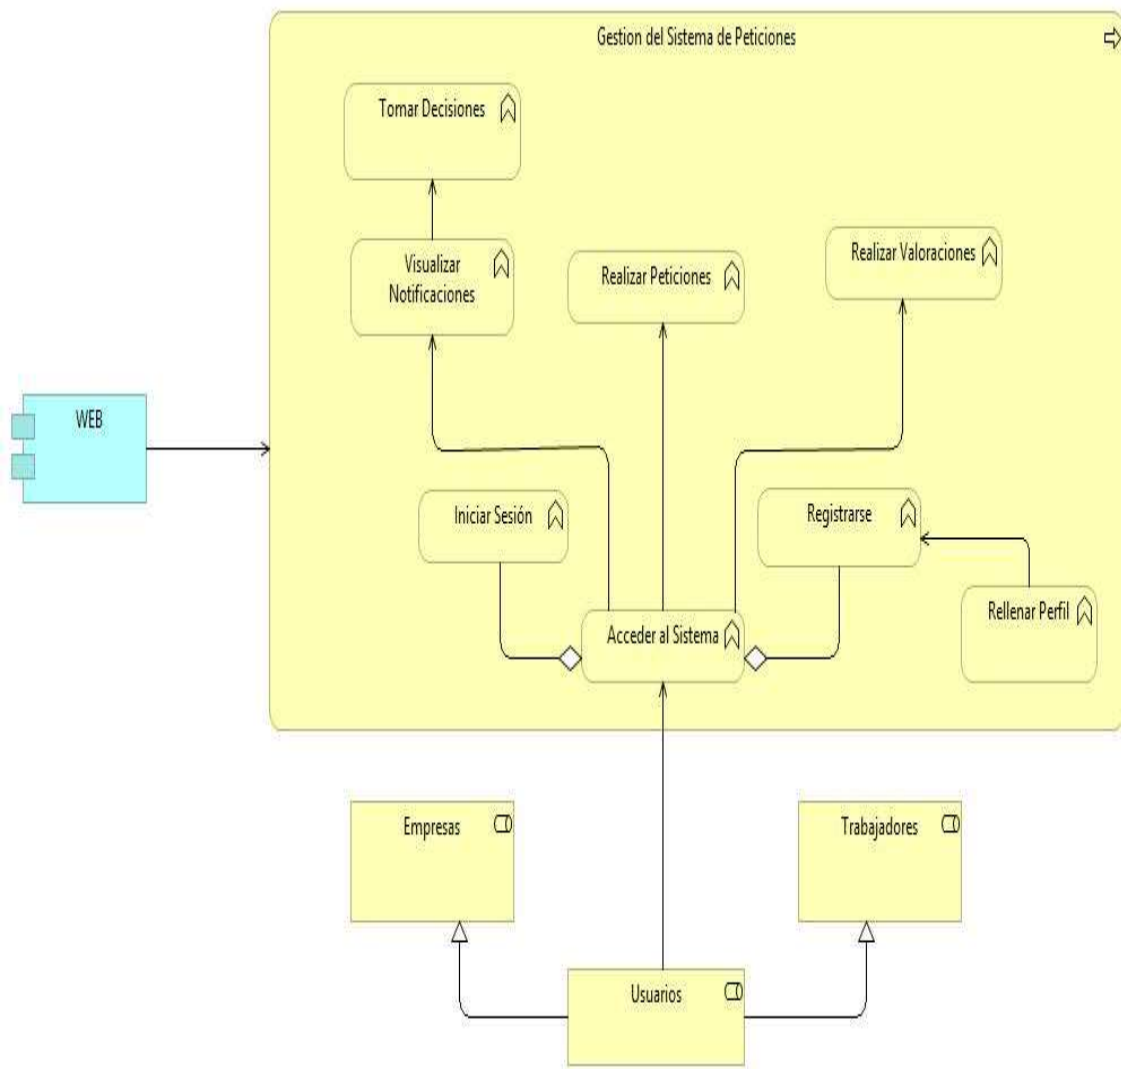 Gestion del Sistema de Peticiones
Tomar Decisiones
Visualizar
Notificaciones
Realizar Peticiones
Realizar Valoraciones
WEB
Iniciar Sesión
Registrarse
Rellenar Perfil
Acceder al Sistema
Empresas
Trabajadores
Usuarios